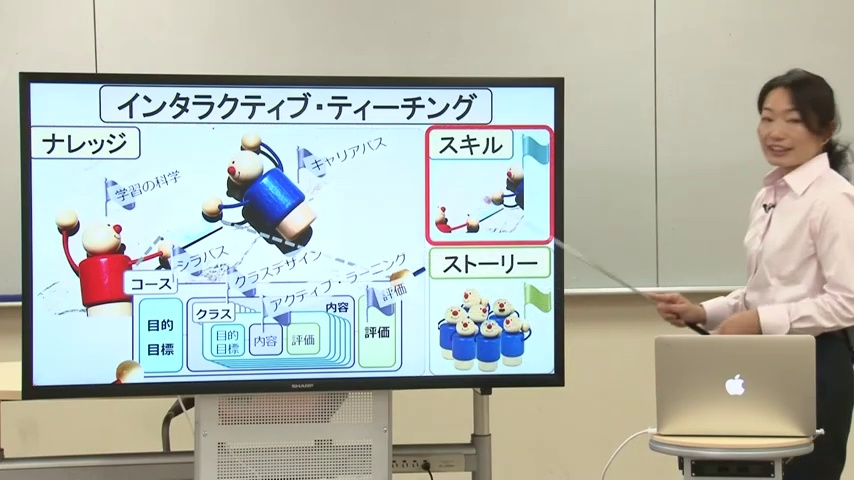 インタラクティブ・ティーチング
ナレッジ
スキル
学習の科学
キャリアパス
シラバス
クラスデザイン
アクティブ・ラーニング
評価
ストーリー
コース
目的
目標
クラス
内容
目的
目標
内容
評価
評価
SHARP